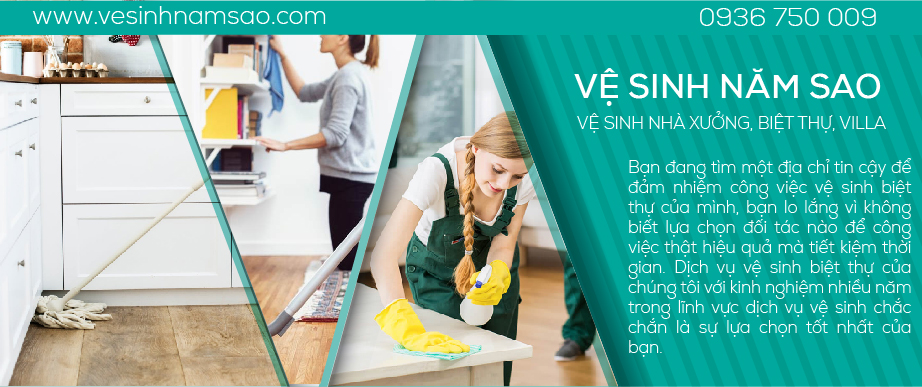 www.vesinhnamsao.com
0936 750 009
VỆ SINH NĂM SAO
VỆ SINH NHÀ XƯỞNG, BIỆT THỰ, VILLA
Bạn đang tìm một địa chỉ tin cậy để
đảm nhiệm công việc vệ sinh biệt
thự của mình, bạn lo lắng vì không
biết lựa chọn đối tác nào để công
việc thật hiệu quả mà tiết kiệm thời
gian. Dịch vụ vệ sinh biệt thự của
chúng tôi với kinh nghiệm nhiều năm
trong lĩnh vực dịch vụ vệ sinh chắc
chắn là sự lựa chọn tốt nhất của
bạn.